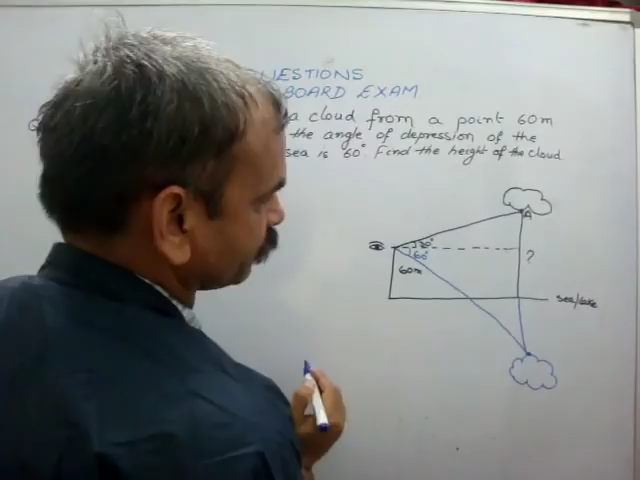 UESTIONS
BOARD EXAM
a cloud from a point 60m
the angle of depression of the
sea is 60° Find the height of the cloud
A
30°
60°
?
60m
sea/lake